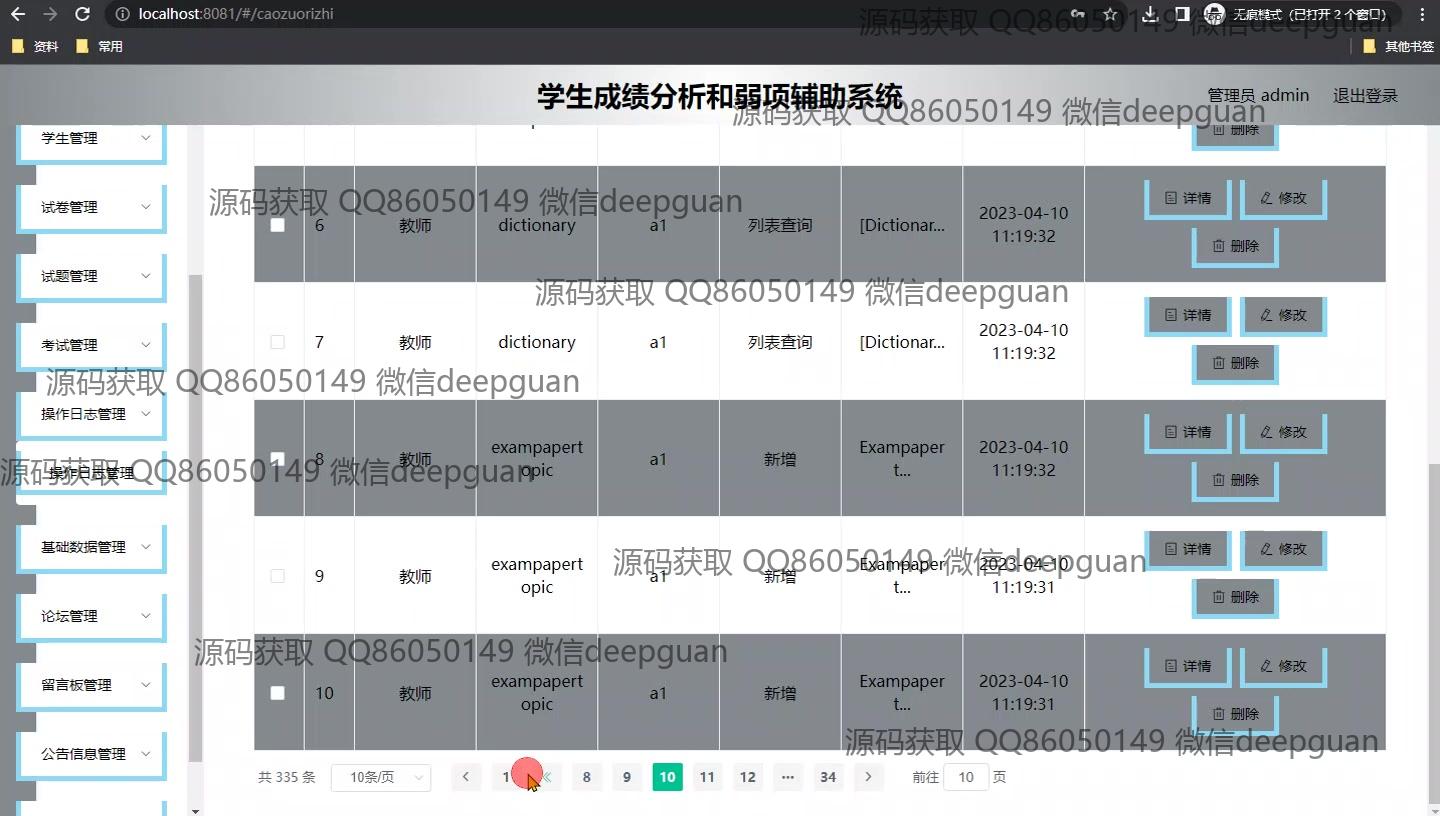 localhost:8081/#/caozuorizhi
无痕模式（已打开 2 个窗口）
资料
常用
其他书签
学生成绩分析和弱项辅助系统
管理员 admin
退出登录
学生管理
试卷管理
试题管理
考试管理
操作日志管理
操作日志管理
基础数据管理
论坛管理
留言板管理
公告信息管理
删除
6 教师 dictionary a1 列表查询 [Dictionar... 2023-04-10 11:19:32 详情 修改 删除
7 教师 dictionary a1 列表查询 [Dictionar... 2023-04-10 11:19:32 详情 修改 删除
8 教师 exampapertopic a1 新增 Exampapert... 2023-04-10 11:19:32 详情 修改 删除
9 教师 exampapertopic a1 新增 Exampapert... 2023-04-10 11:19:31 详情 修改 删除
10 教师 exampapertopic a1 新增 Exampapert... 2023-04-10 11:19:31 详情 修改 删除
共 335 条 10条/页 1 8 9 10 11 12 ... 34 前往 10 页
源码获取 QQ86050149 微信deepguan
源码获取 QQ86050149 微信deepguan
源码获取 QQ86050149 微信deepguan
源码获取 QQ86050149 微信deepguan
源码获取 QQ86050149 微信deepguan
源码获取 QQ86050149 微信deepguan
源码获取 QQ86050149 微信deepguan
源码获取 QQ86050149 微信deepguan
源码获取 QQ86050149 微信deepguan